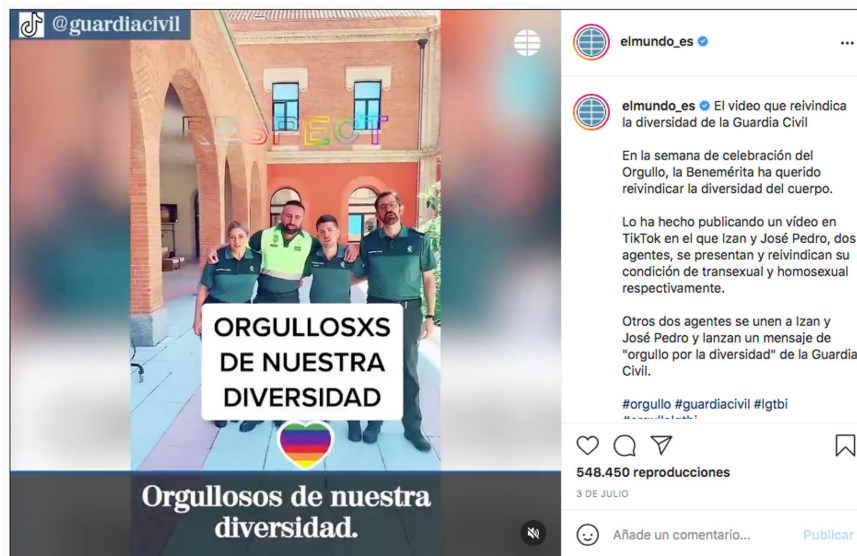 @guardiacivil
RESPECT
ORGULLOSXS
DE NUESTRA
DIVERSIDAD
Orgullosos de nuestra
diversidad.
elmundo_es
elmundo_es El video que reivindica
la diversidad de la Guardia Civil
En la semana de celebración del
Orgullo, la Benemérita ha querido
reivindicar la diversidad del cuerpo.
Lo ha hecho publicando un vídeo en
TikTok en el que Izan y José Pedro, dos
agentes, se presentan y reivindican su
condición de transexual y homosexual
respectivamente.
Otros dos agentes se unen a Izan y
José Pedro y lanzan un mensaje de
"orgullo por la diversidad" de la Guardia
Civil.
#orgullo #guardiacivil #lgtbi
548.450 reproducciones
3 DE JULIO
Añade un comentario... Publicar